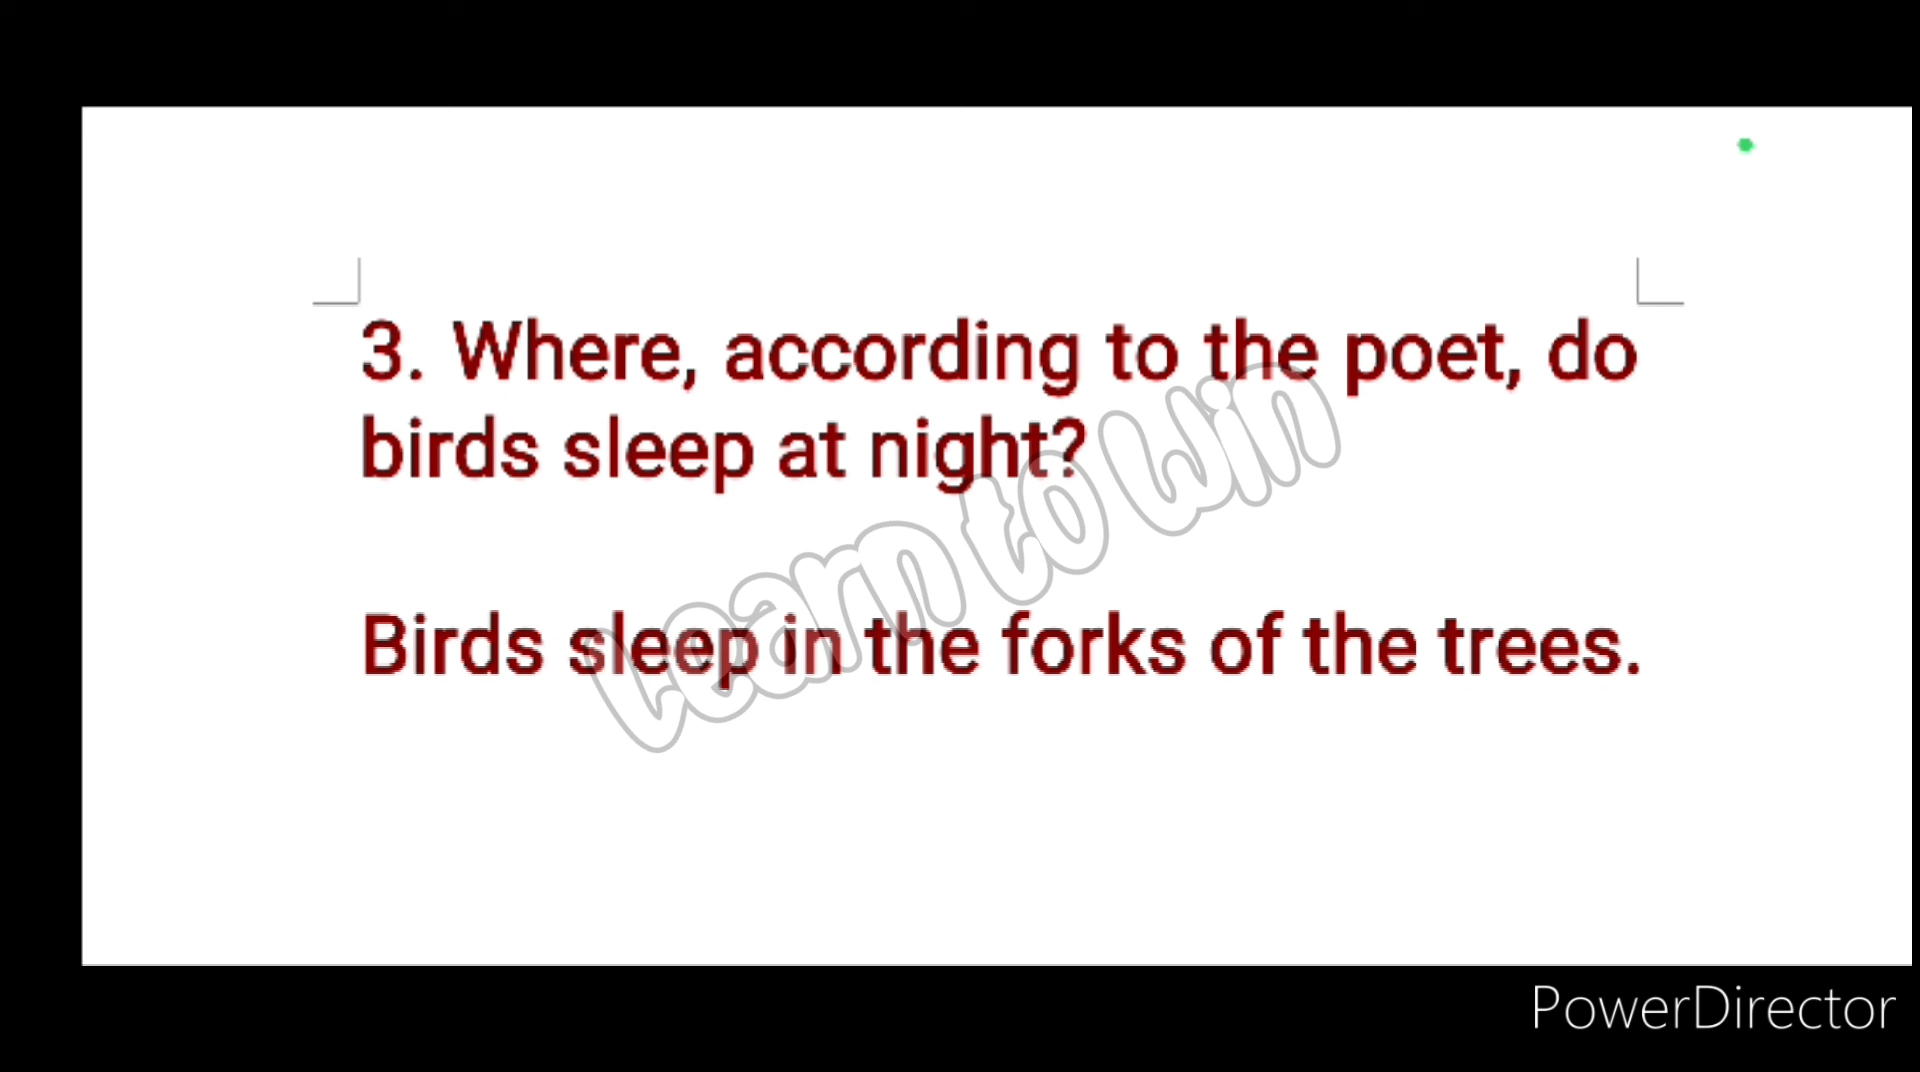 3. Where, according to the poet, do
birds sleep at night?
Learn to Win
Birds sleep in the forks of the trees.
PowerDirector